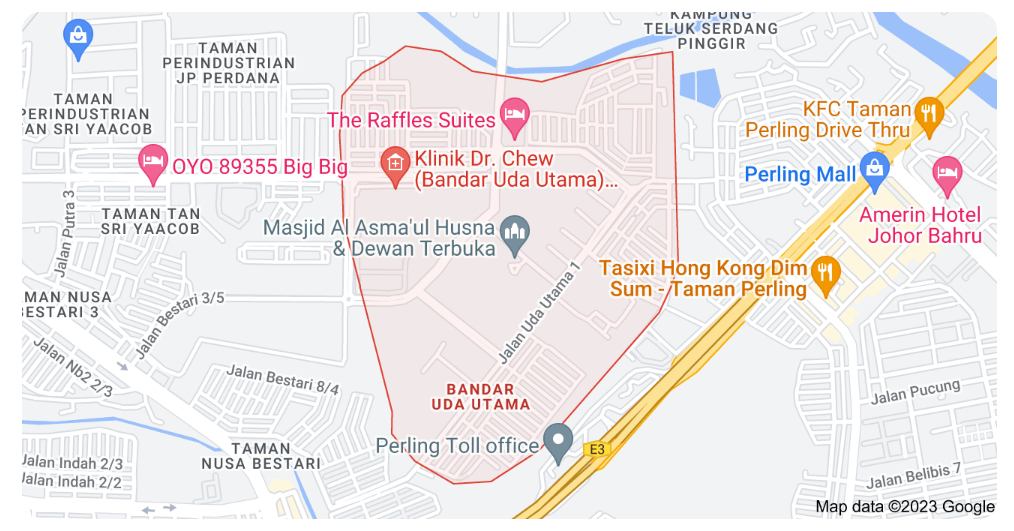 KAMPUNG
TELUK SERDANG
PINGGIR
TAMAN
PERINDUSTRIAN
JP PERDANA
TAMAN
PERINDUSTRIAN
TAN SRI YAACOB
The Raffles Suites
KFC Taman
Perling Drive Thru
OYO 89355 Big Big
Klinik Dr. Chew
(Bandar Uda Utama)...
Perling Mall
Jalan Putra 3
TAMAN TAN
SRI YAACOB
Masjid Al Asma'ul Husna
& Dewan Terbuka
Amerin Hotel
Johor Bahru
Tasixi Hong Kong Dim
Sum - Taman Perling
MAN NUSA
BESTARI 3
Jalan Bestari 3/5
Jalan Uda Utama 1
Jalan Nb2 2/3
Jalan Bestari 8/4
BANDAR
UDA UTAMA
Jalan Pucung
Perling Toll office
E3
TAMAN
NUSA BESTARI
Jalan Indah 2/3
Jalan Indah 2/2
Jalan Belibis 7
Map data ©2023 Google